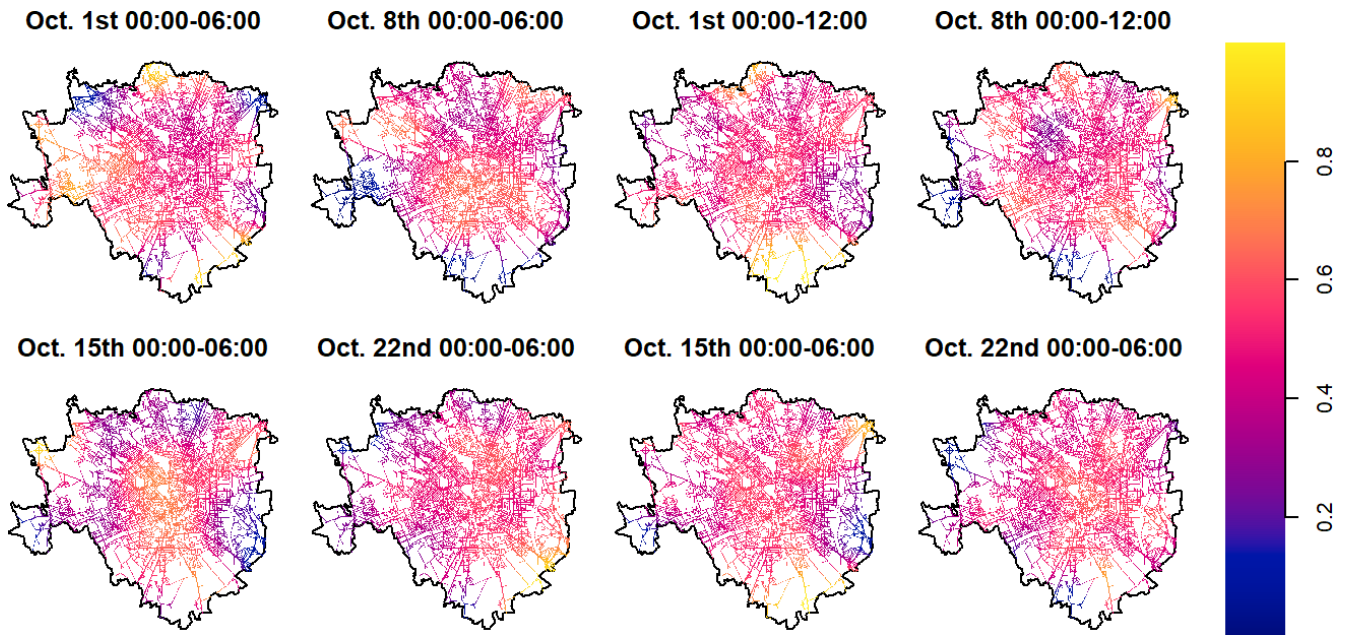 Oct. 1st 00:00-06:00
Oct. 8th 00:00-06:00
Oct. 1st 00:00-12:00
Oct. 8th 00:00-12:00
0.8
0.6
0.4
0.2
Oct. 15th 00:00-06:00
Oct. 22nd 00:00-06:00
Oct. 15th 00:00-06:00
Oct. 22nd 00:00-06:00